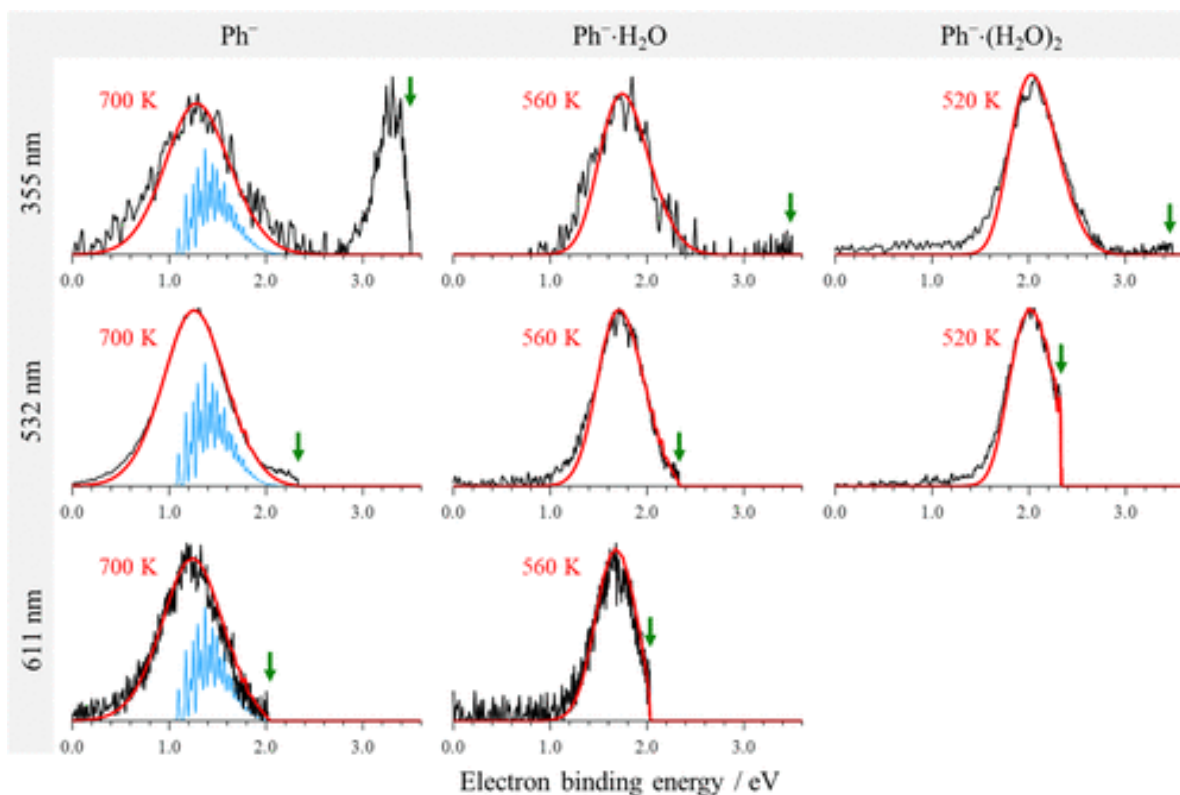 Ph⁻ Ph⁻·H₂O Ph⁻·(H₂O)₂
355 nm
700 K 560 K 520 K
0.0 1.0 2.0 3.0 0.0 1.0 2.0 3.0 0.0 1.0 2.0 3.0
532 nm
700 K 560 K 520 K
0.0 1.0 2.0 3.0 0.0 1.0 2.0 3.0 0.0 1.0 2.0 3.0
611 nm
700 K 560 K
0.0 1.0 2.0 3.0 0.0 1.0 2.0 3.0
Electron binding energy / eV